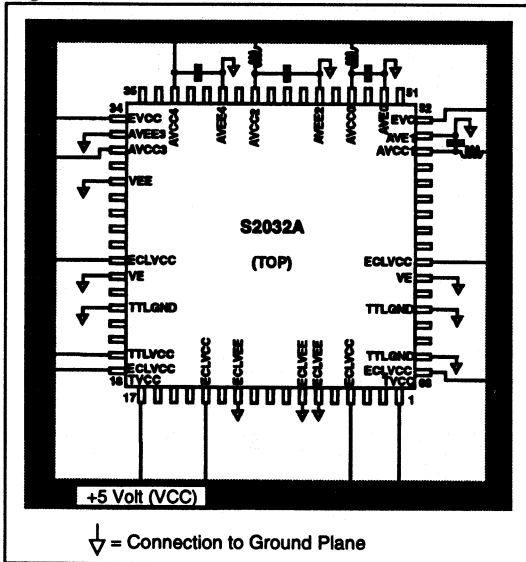 35
51
34
52
AVCC4
AVEE4
AVCC2
AVEE2
AVCC0
EVCC
AVEE3
AVCC3
VEE
ECLVCC
VE
TTLGND
TTLVCC
ECLVCC
TVCC
17
EVC
AVE1
AVCC1
ECLVCC
VE
TTLGND
TTLGND
ECLVCC
TVCC
68
1
S2032A
(TOP)
ECLVCC
ECLVEE
ECLVEE
ECLVEE
ECLVCC
+5 Volt (VCC)
= Connection to Ground Plane